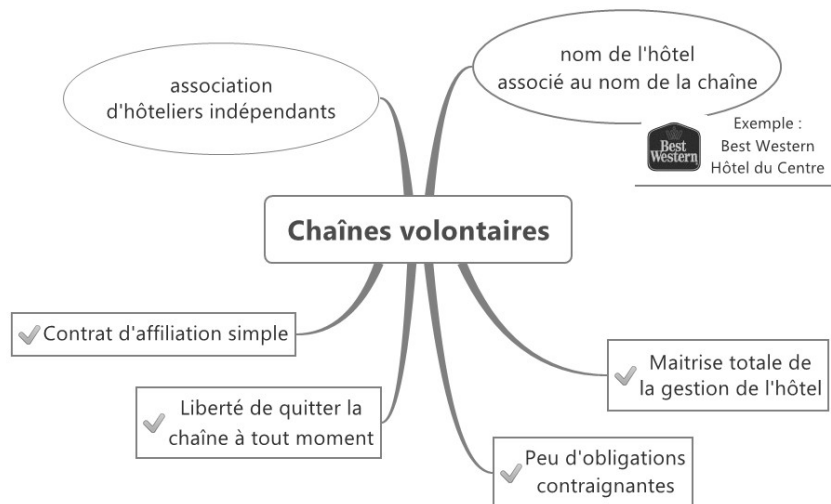 association
d'hôteliers indépendants
nom de l'hôtel
associé au nom de la chaîne
Best
Western
Exemple :
Best Western
Hôtel du Centre
Chaînes volontaires
Contrat d'affiliation simple
Liberté de quitter la
chaîne à tout moment
Peu d'obligations
contraignantes
Maitrise totale de
la gestion de l'hôtel